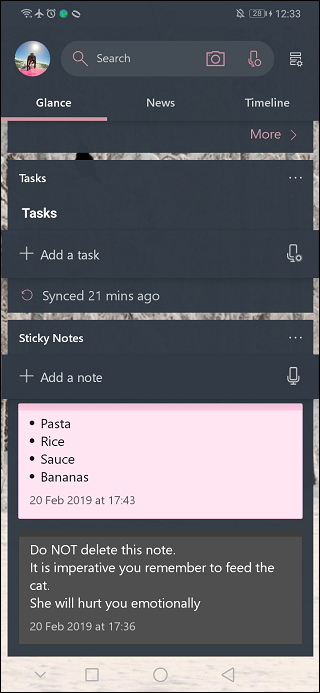 28 12:33
Search
Glance News Timeline
More
Tasks
Tasks
Add a task
Synced 21 mins ago
Sticky Notes
Add a note
• Pasta
• Rice
• Sauce
• Bananas
20 Feb 2019 at 17:43
Do NOT delete this note.
It is imperative you remember to feed the
cat.
She will hurt you emotionally
20 Feb 2019 at 17:36